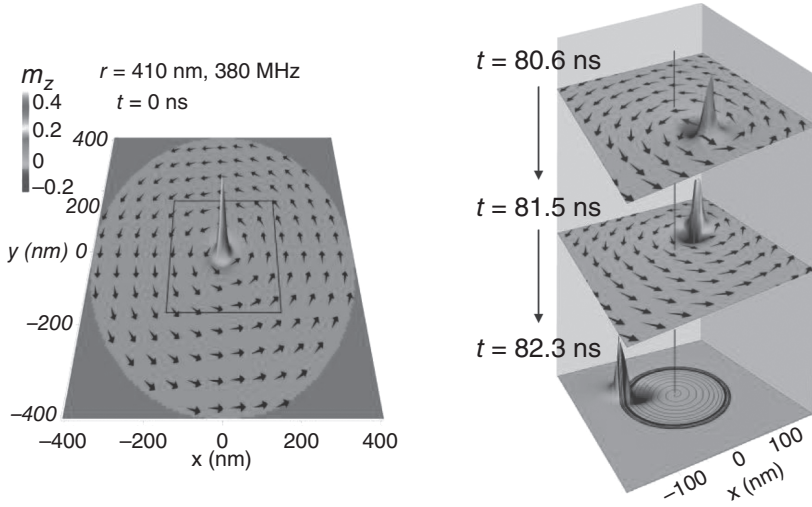 r = 410 nm, 380 MHz
t = 0 ns
m_z
0.4
0.2
0
−0.2
400
200
y (nm) 0
−200
−400
−400 −200 0 200 400
x (nm)
t = 80.6 ns
t = 81.5 ns
t = 82.3 ns
−100 0 100
x (nm)